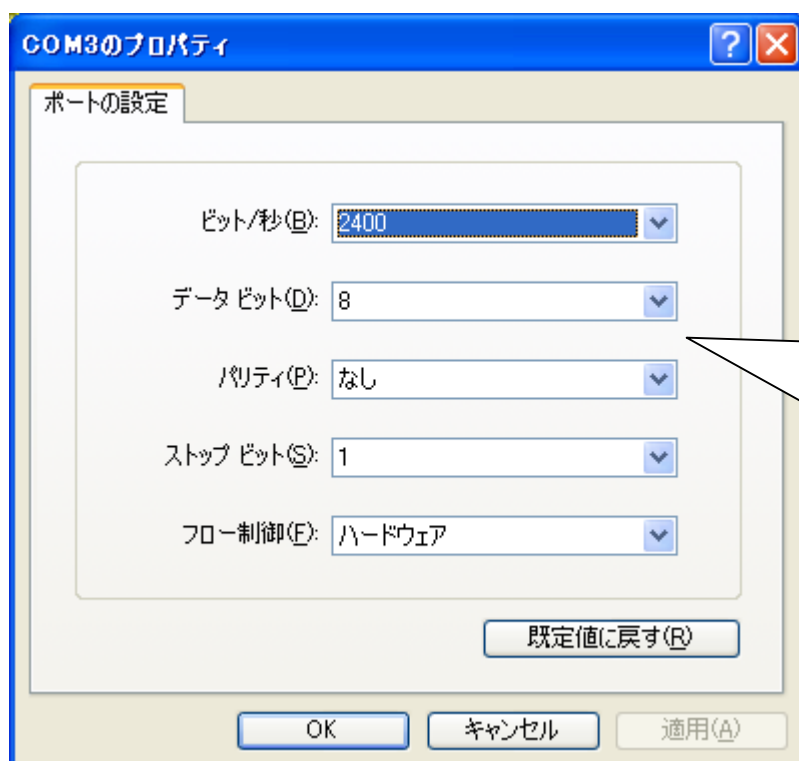 COM3のプロパティ
ポートの設定
ビット/秒(B): 2400
データ ビット(D): 8
パリティ(P): なし
ストップ ビット(S): 1
フロー制御(F): ハードウェア
既定値に戻す(R)
OK キャンセル 適用(A)